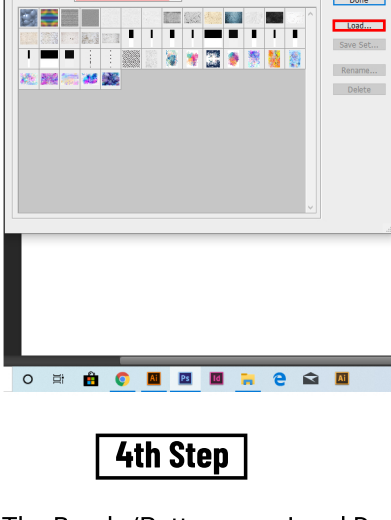 Done
Load...
Save Set...
Rename...
Delete
Ai
Ps
Id
Ai
4th Step